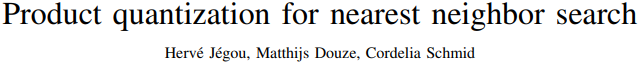 Product quantization for nearest neighbor search
Hervé Jégou, Matthijs Douze, Cordelia Schmid